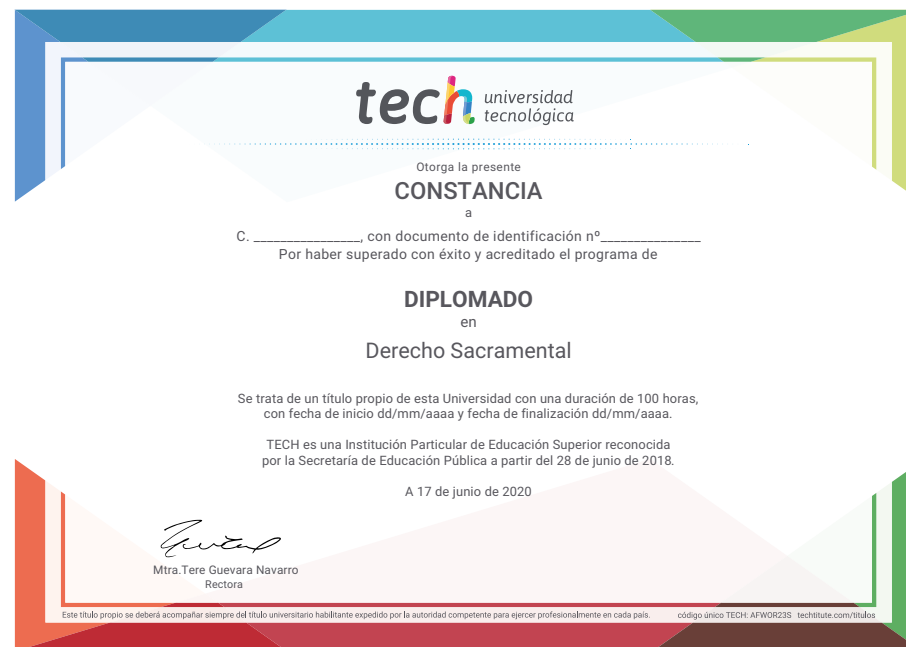 tech universidad
tecnológica
Otorga la presente
CONSTANCIA
a
C. ________________, con documento de identificación nº_______________
Por haber superado con éxito y acreditado el programa de
DIPLOMADO
en
Derecho Sacramental
Se trata de un título propio de esta Universidad con una duración de 100 horas,
con fecha de inicio dd/mm/aaaa y fecha de finalización dd/mm/aaaa.
TECH es una Institución Particular de Educación Superior reconocida
por la Secretaría de Educación Pública a partir del 28 de junio de 2018.
A 17 de junio de 2020
Mtra.Tere Guevara Navarro
Rectora
Este título propio se deberá acompañar siempre del título universitario habilitante expedido por la autoridad competente para ejercer profesionalmente en cada país. código único TECH: AFWOR23S techtitute.com/titulos